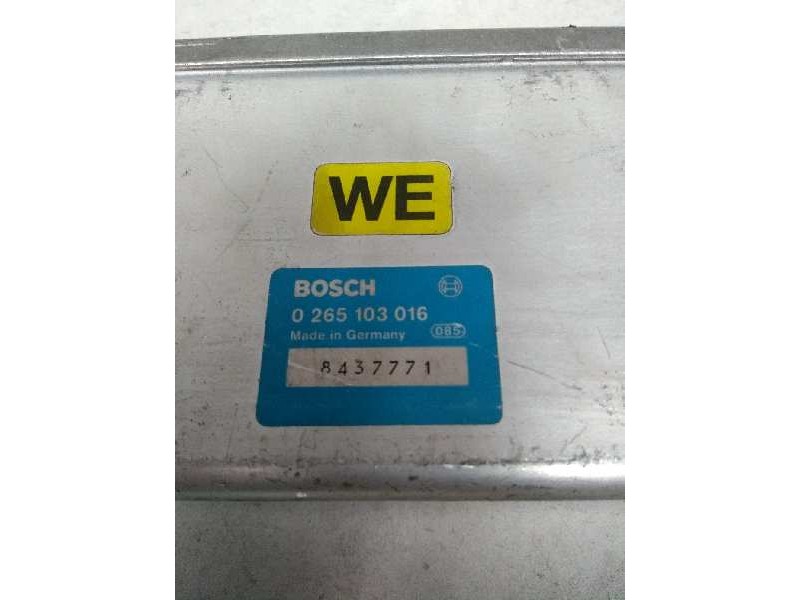 WE
BOSCH
0 265 103 016
Made in Germany 085
8437771